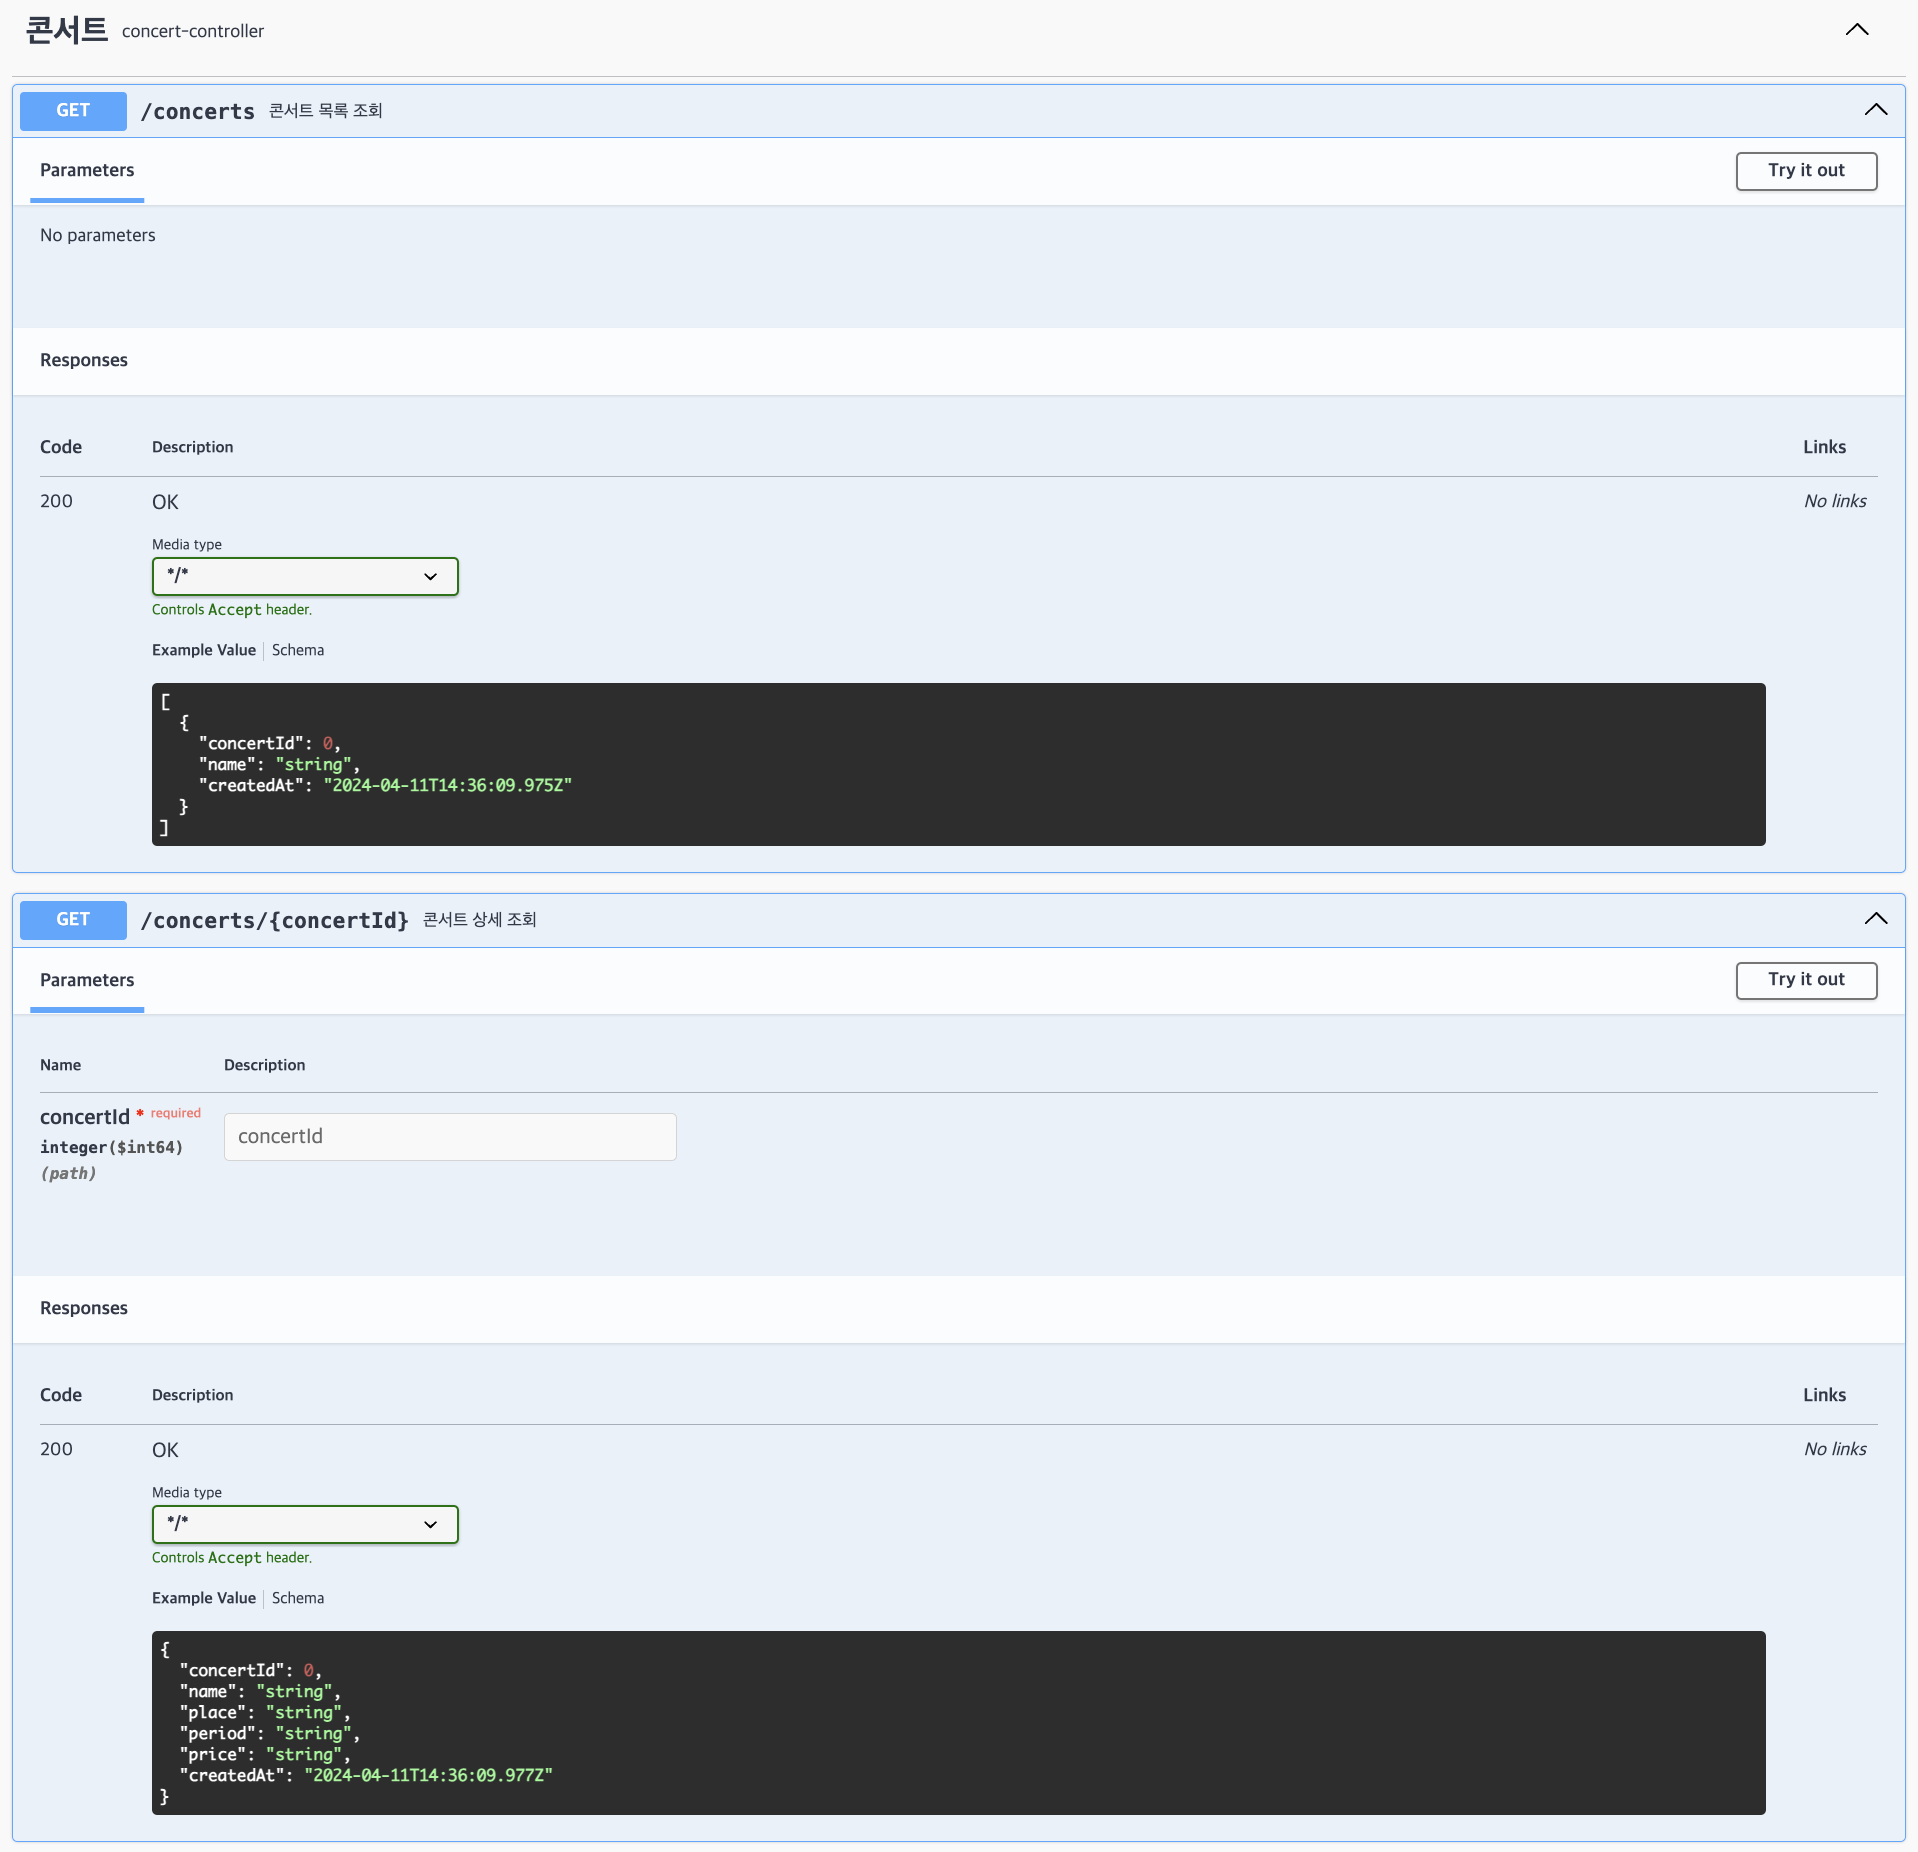 콘서트 concert-controller
GET /concerts 콘서트 목록 조회
Parameters Try it out
No parameters
Responses
Code Description Links
200 OK No links
Media type
*/*
Controls Accept header.
Example Value | Schema
[
  {
    "concertId": 0,
    "name": "string",
    "createdAt": "2024-04-11T14:36:09.975Z"
  }
]
GET /concerts/{concertId} 콘서트 상세 조회
Parameters Try it out
Name Description
concertId * required concertId
integer($int64)
(path)
Responses
Code Description Links
200 OK No links
Media type
*/*
Controls Accept header.
Example Value | Schema
{
  "concertId": 0,
  "name": "string",
  "place": "string",
  "period": "string",
  "price": "string",
  "createdAt": "2024-04-11T14:36:09.977Z"
}